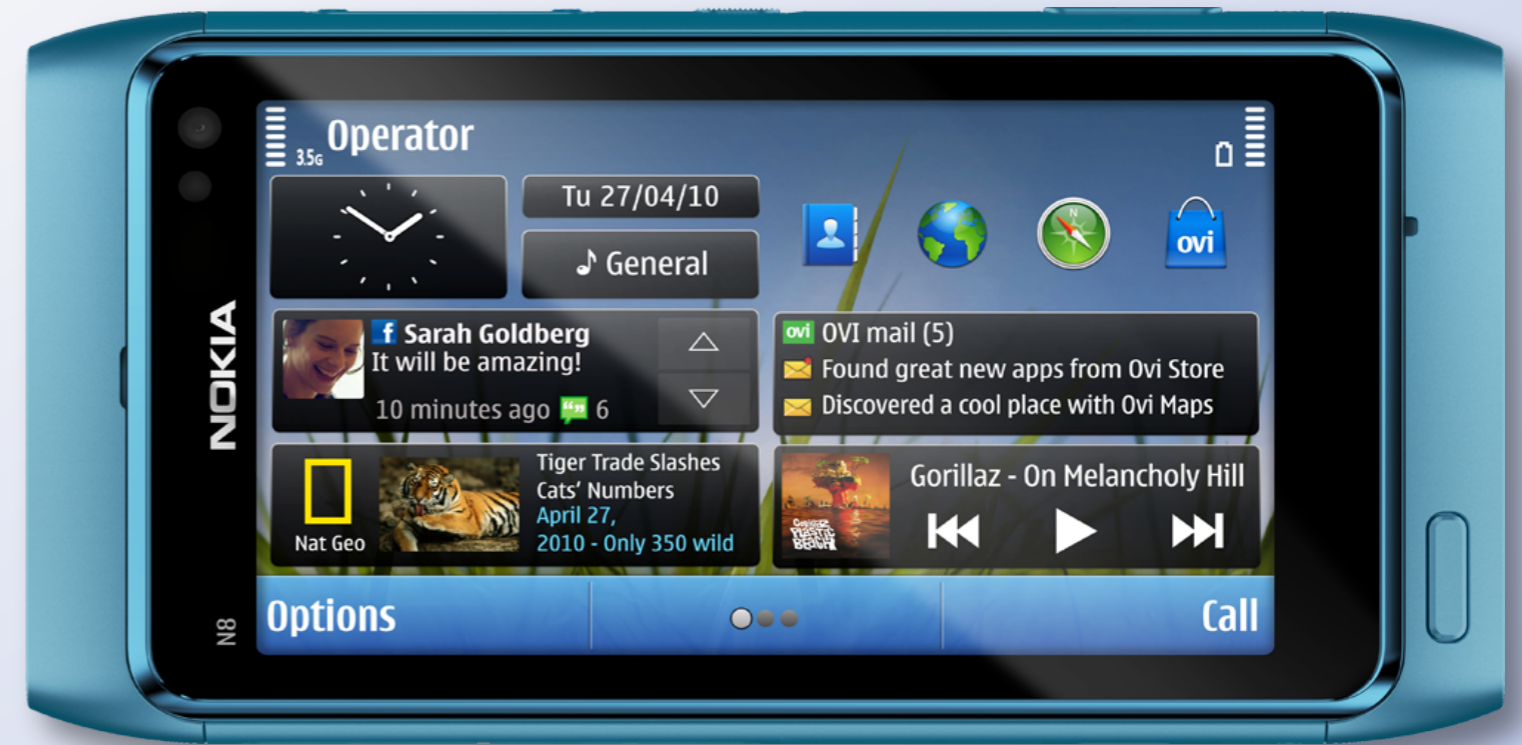 3.5G Operator
Tu 27/04/10
General
N
ovi
f Sarah Goldberg
It will be amazing!
10 minutes ago 6
ovi OVI mail (5)
Found great new apps from Ovi Store
Discovered a cool place with Ovi Maps
Nat Geo
Tiger Trade Slashes
Cats' Numbers
April 27,
2010 - Only 350 wild
Gorillaz - On Melancholy Hill
GORILLAZ
PLASTIC
BEACH
Options
Call
NOKIA
N8